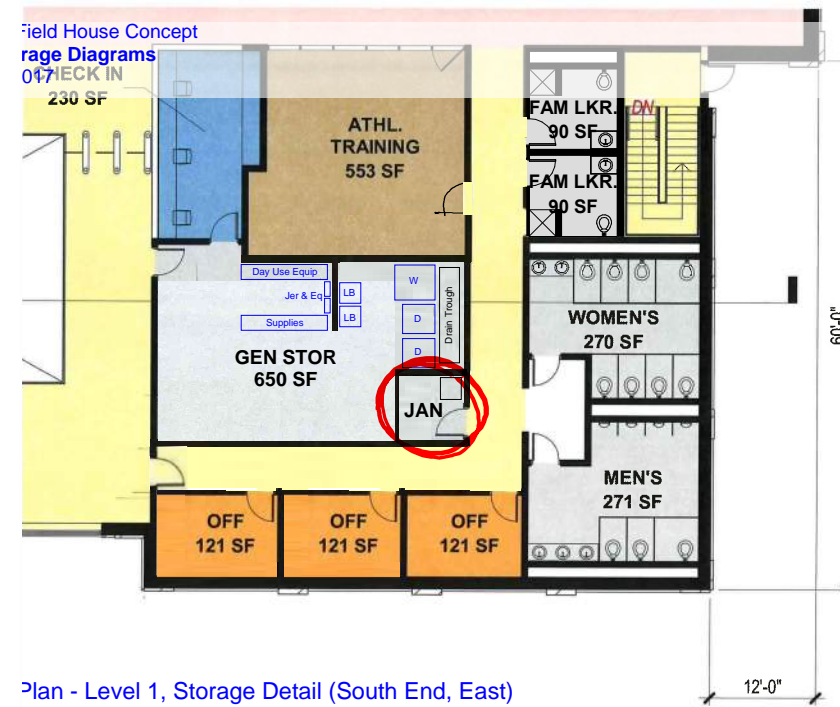 Field House Concept
rage Diagrams
2017
CHECK IN
230 SF
ATHL.
TRAINING
553 SF
FAM LKR.
90 SF
DN
FAM LKR.
90 SF
Day Use Equip
Jer & Eq
Supplies
LB
LB
W
D
D
Drain Trough
GEN STOR
650 SF
JAN
WOMEN'S
270 SF
MEN'S
271 SF
OFF
121 SF
OFF
121 SF
OFF
121 SF
60'-0"
12'-0"
Plan - Level 1, Storage Detail (South End, East)